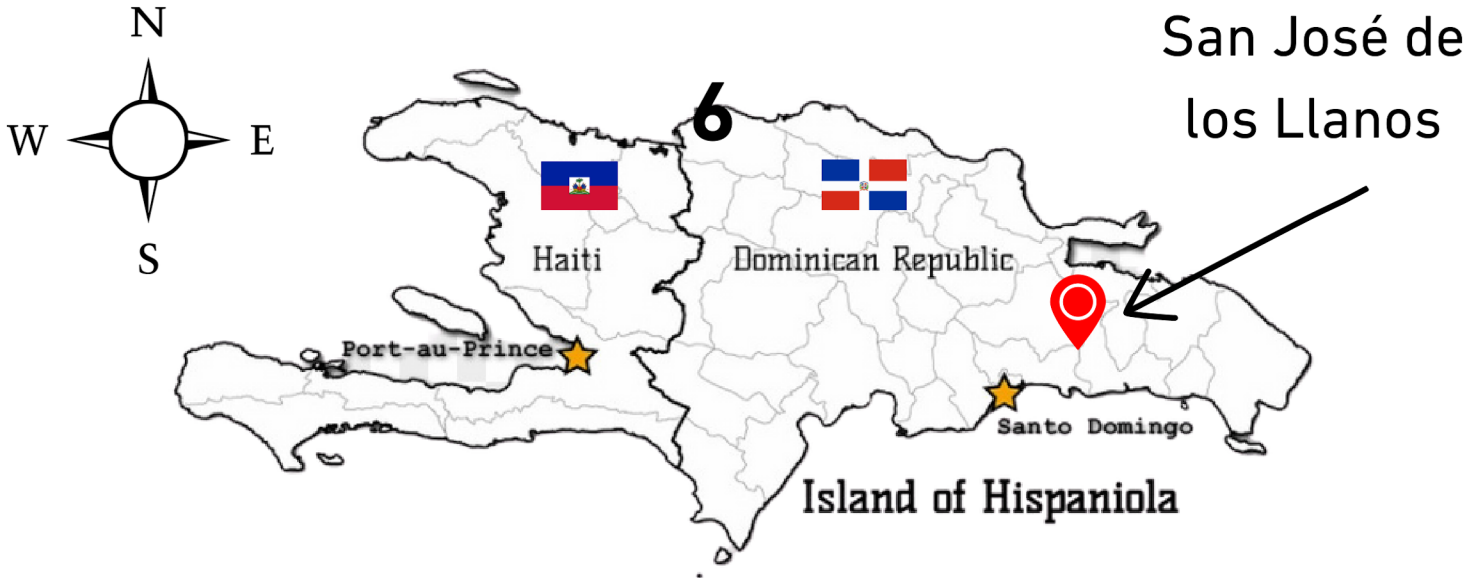 N
W
E
S
San José de
los Llanos
6
Haiti
Dominican Republic
Port-au-Prince
Santo Domingo
Island of Hispaniola